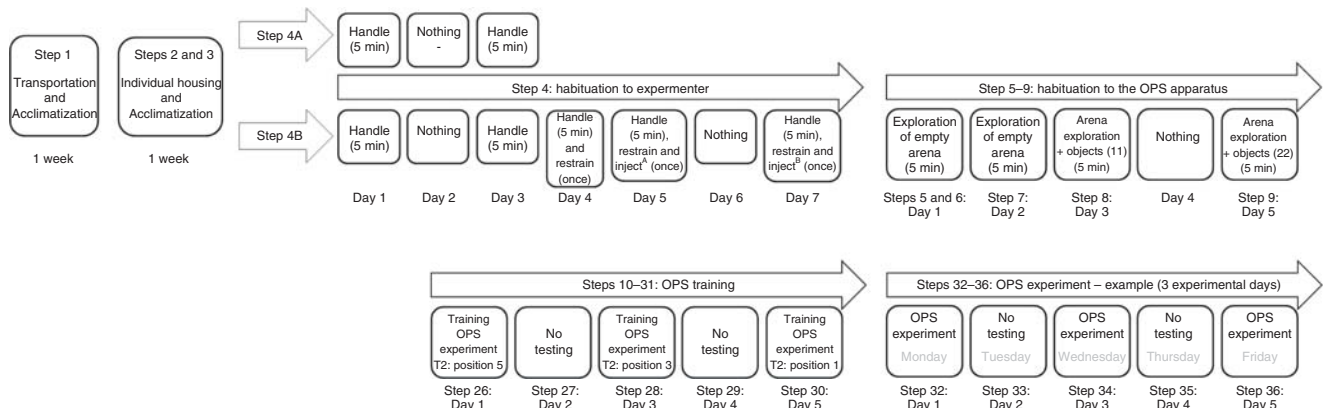 Step 1
Transportation
and
Acclimatization
1 week
Steps 2 and 3
Individual housing
and
Acclimatization
1 week
Step 4A
Handle
(5 min)
Nothing
-
Handle
(5 min)
Step 4: habituation to expermenter
Step 4B
Handle
(5 min)
Day 1
Nothing
Day 2
Handle
(5 min)
Day 3
Handle
(5 min)
and
restrain
(once)
Day 4
Handle
(5 min),
restrain and
inject^A (once)
Day 5
Nothing
Day 6
Handle
(5 min),
restrain and
inject^B (once)
Day 7
Step 5–9: habituation to the OPS apparatus
Exploration
of empty
arena
(5 min)
Steps 5 and 6:
Day 1
Exploration
of empty
arena
(5 min)
Step 7:
Day 2
Arena
exploration
+ objects (11)
(5 min)
Step 8:
Day 3
Nothing
Day 4
Arena
exploration
+ objects (22)
(5 min)
Step 9:
Day 5
Steps 10–31: OPS training
Training
OPS
experiment
T2: position 5
Step 26:
Day 1
No
testing
Step 27:
Day 2
Training
OPS
experiment
T2: position 3
Step 28:
Day 3
No
testing
Step 29:
Day 4
Training
OPS
experiment
T2: position 1
Step 30:
Day 5
Steps 32–36: OPS experiment – example (3 experimental days)
OPS
experiment
Monday
Step 32:
Day 1
No
testing
Tuesday
Step 33:
Day 2
OPS
experiment
Wednesday
Step 34:
Day 3
No
testing
Thursday
Step 35:
Day 4
OPS
experiment
Friday
Step 36:
Day 5